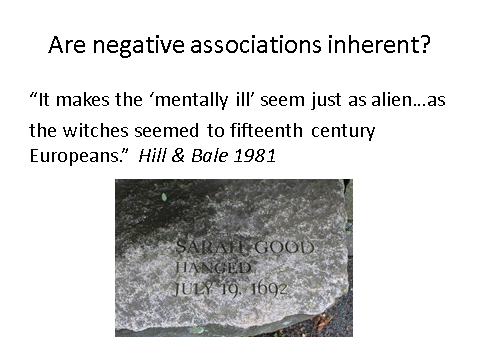 Are negative associations inherent?
“It makes the ‘mentally ill’ seem just as alien…as
the witches seemed to fifteenth century
Europeans.” Hill & Bale 1981
SARAH GOOD
HANGED
JULY 19, 1692